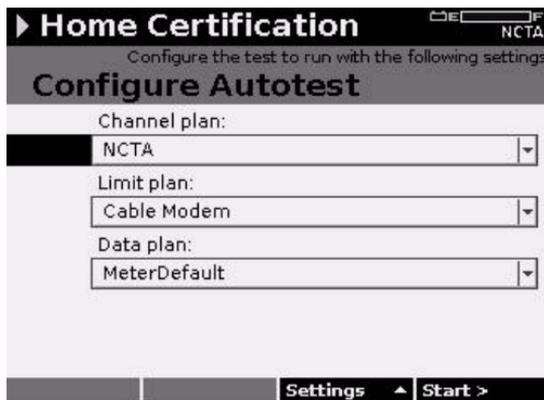 Home Certification
E F
NCTA
Configure the test to run with the following settings
Configure Autotest
Channel plan:
NCTA
Limit plan:
Cable Modem
Data plan:
MeterDefault
Settings
Start >